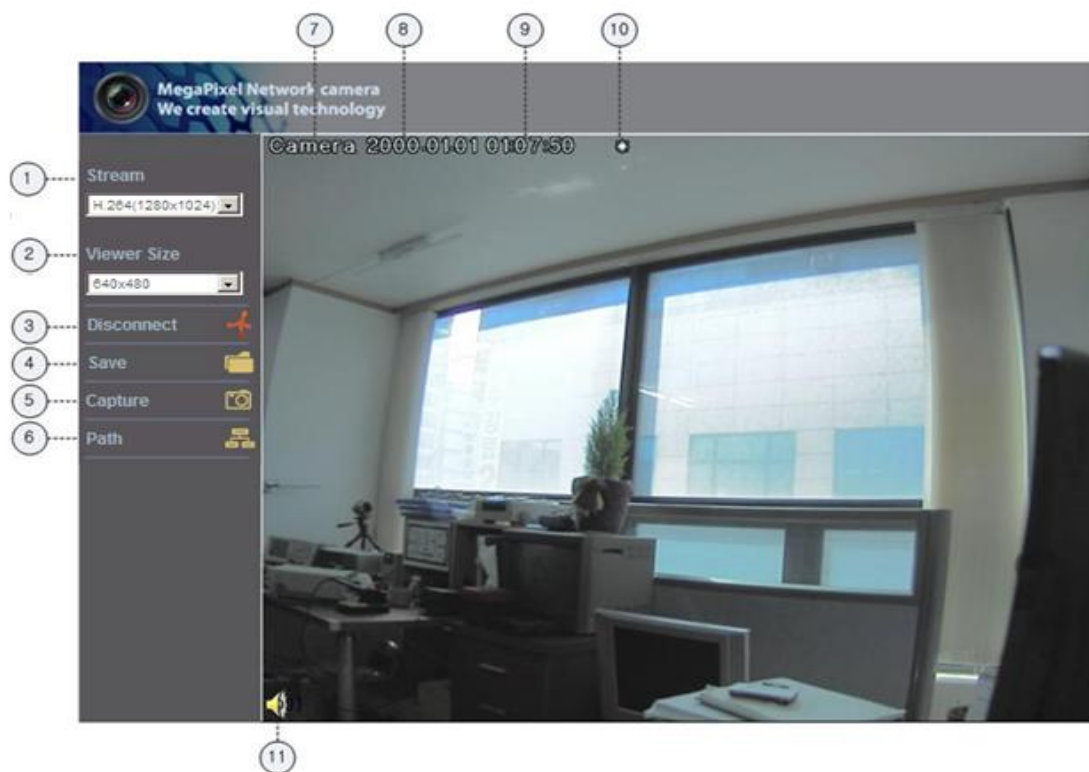 7 8 9 10
MegaPixel Network camera
We create visual technology
Camera 2000.01.01 01:07:50
1 Stream
H.264(1280x1024)
2 Viewer Size
640x480
3 Disconnect
4 Save
5 Capture
6 Path
11